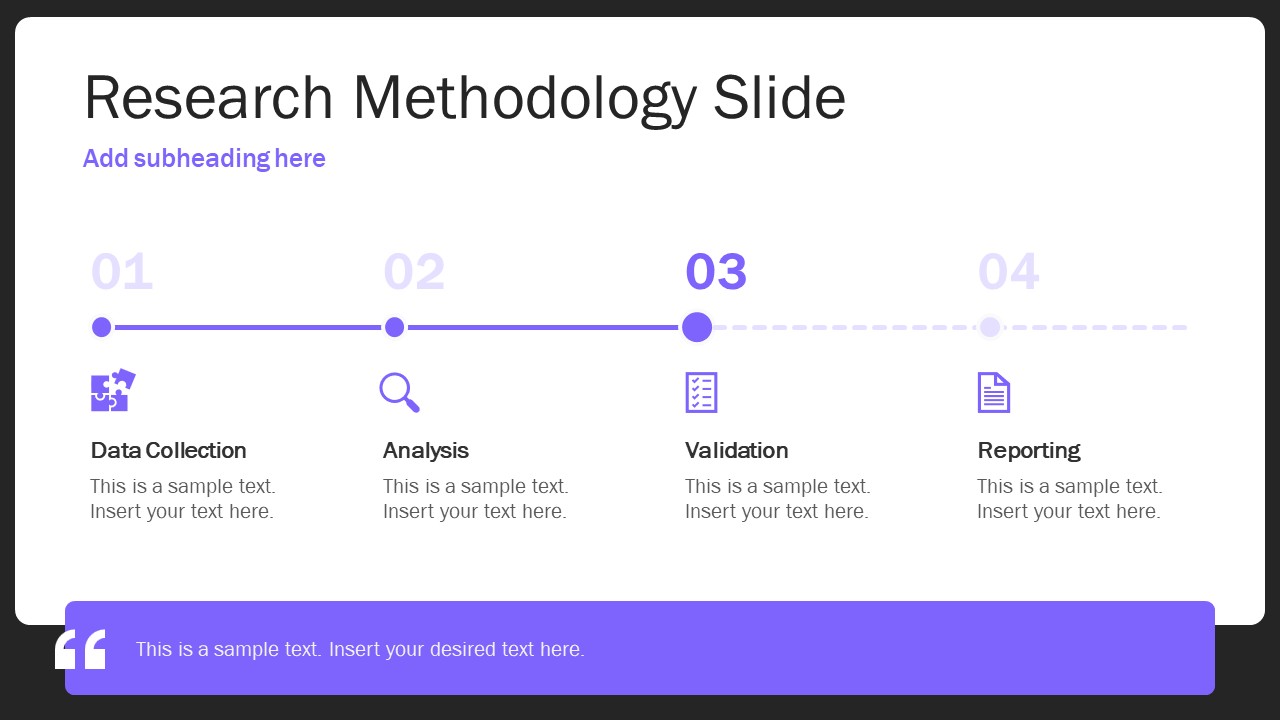 Research Methodology Slide
Add subheading here
01 02 03 04
Data Collection
This is a sample text.
Insert your text here.
Analysis
This is a sample text.
Insert your text here.
Validation
This is a sample text.
Insert your text here.
Reporting
This is a sample text.
Insert your text here.
“ This is a sample text. Insert your desired text here.